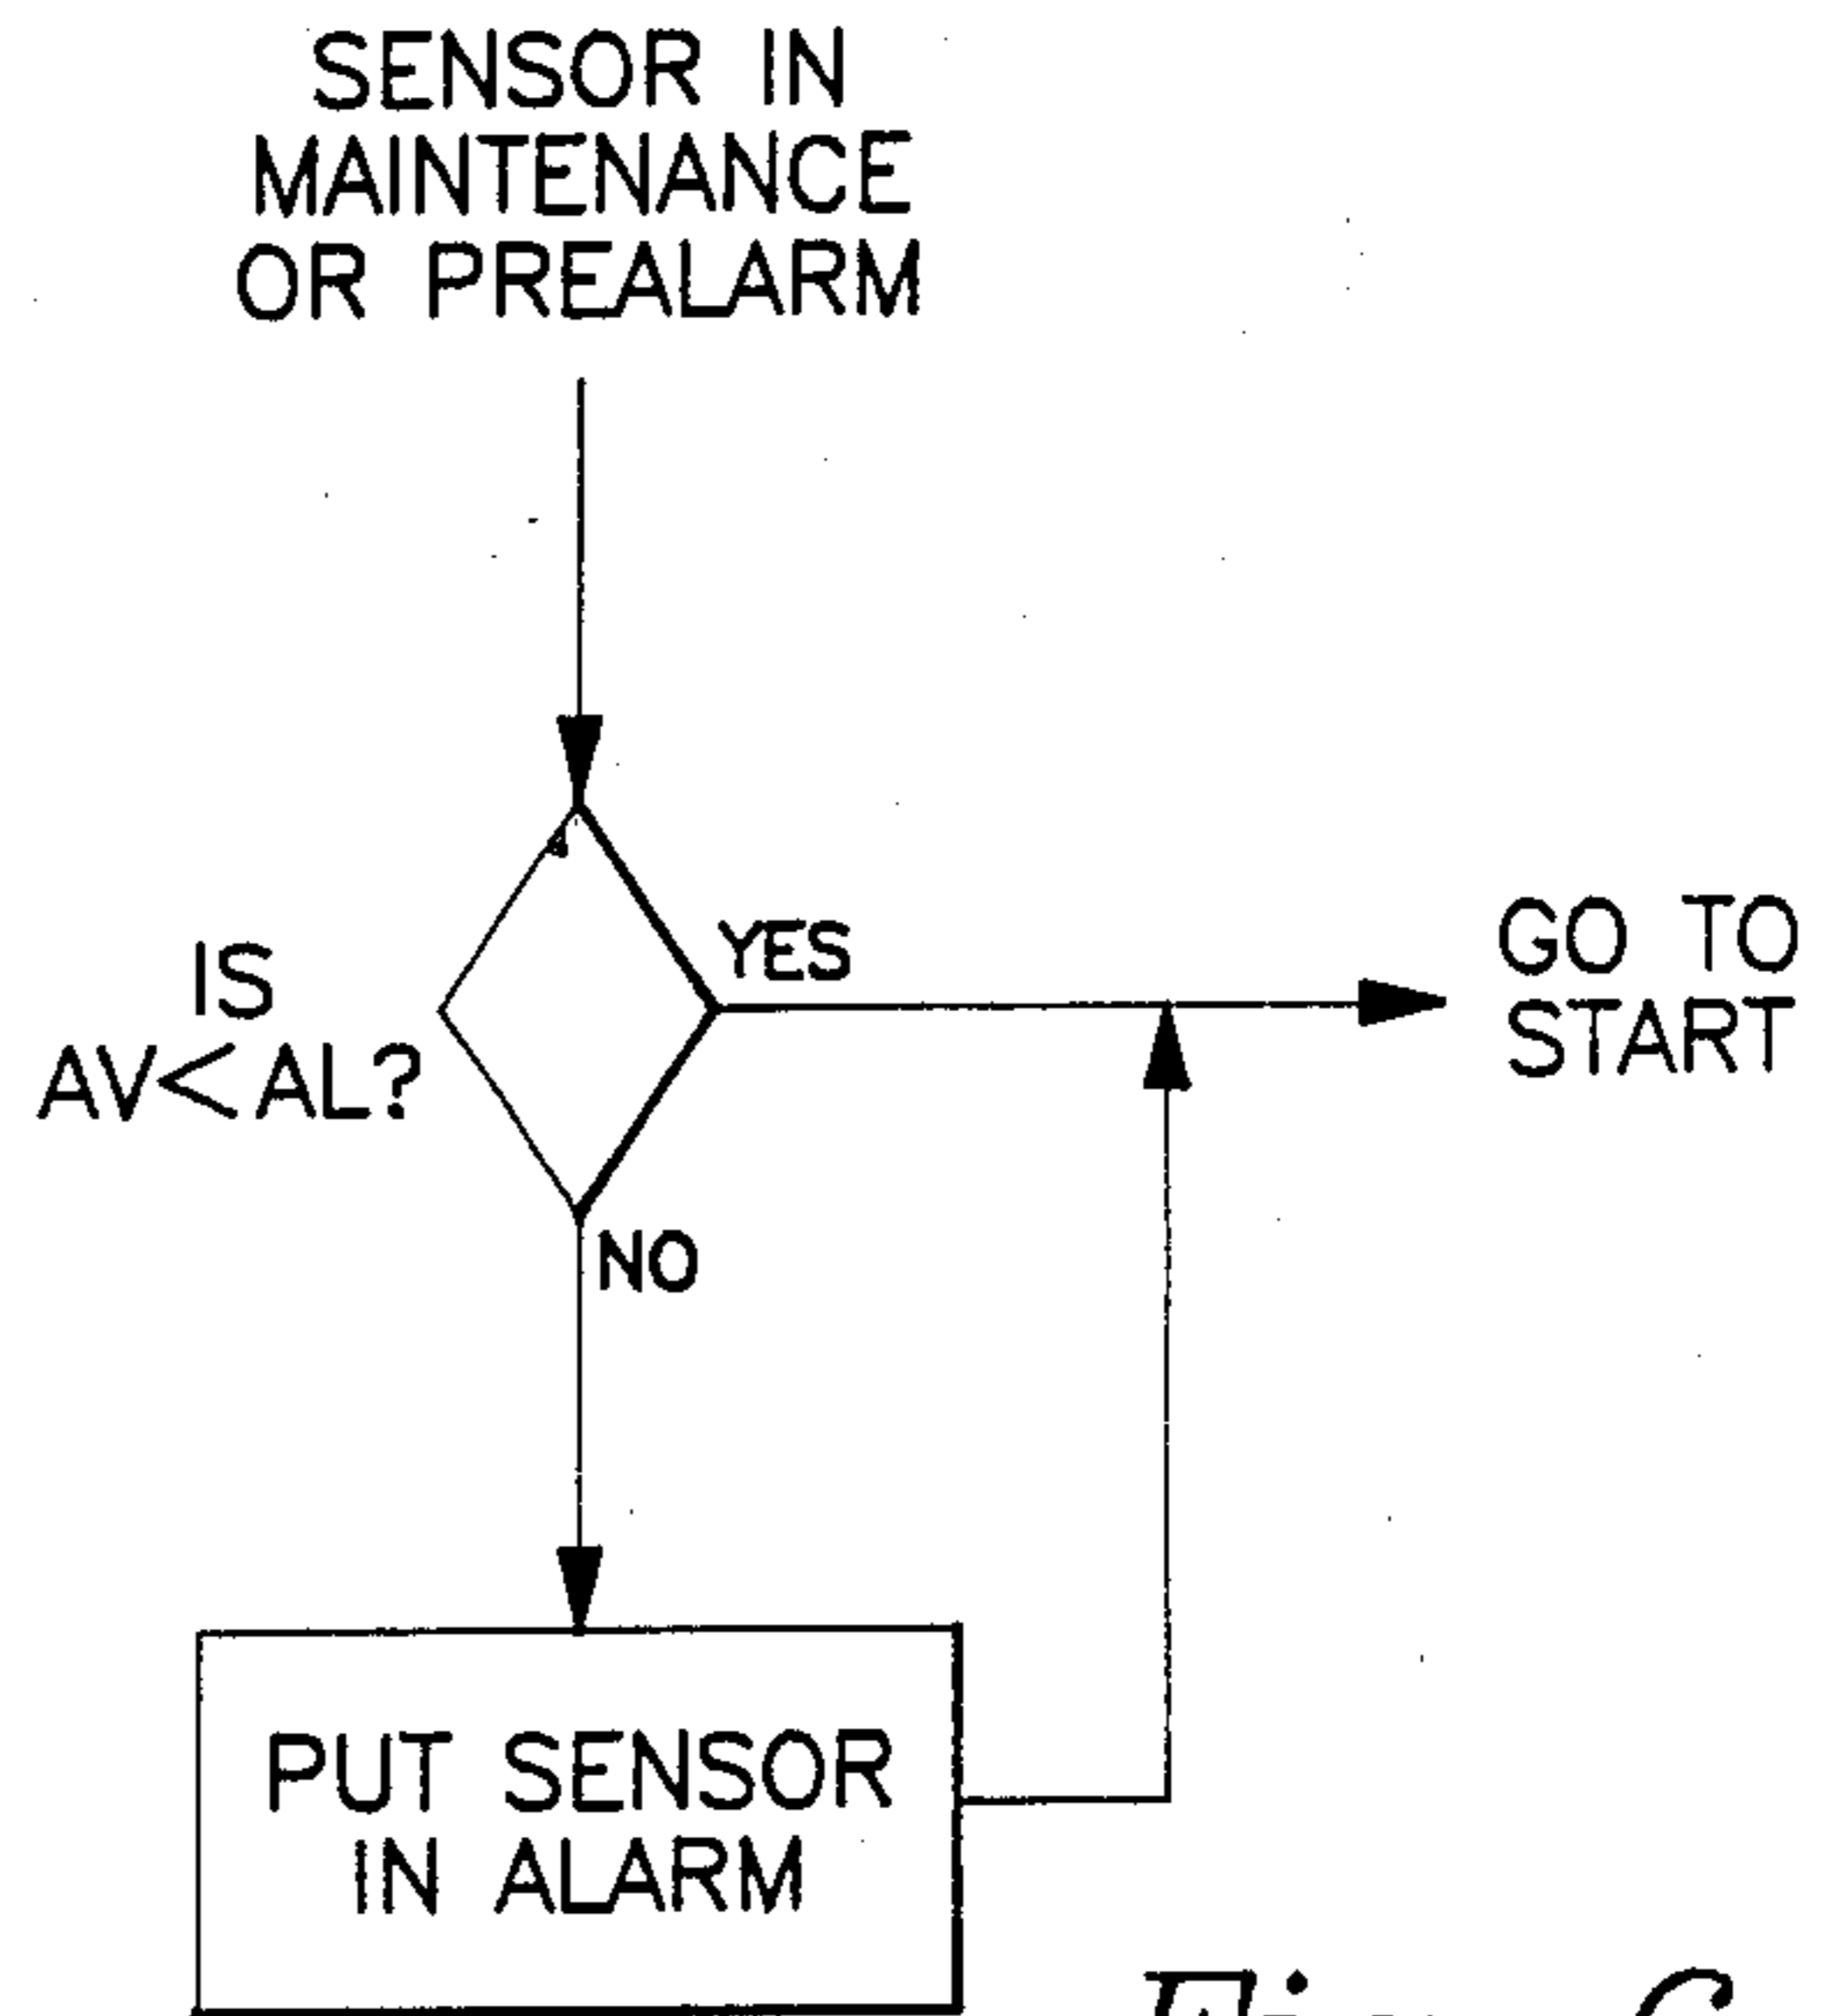 SENSOR IN
MAINTENANCE
OR PREALARM
YES
GO TO
START
IS
AV<AL?
NO
PUT SENSOR
IN ALARM